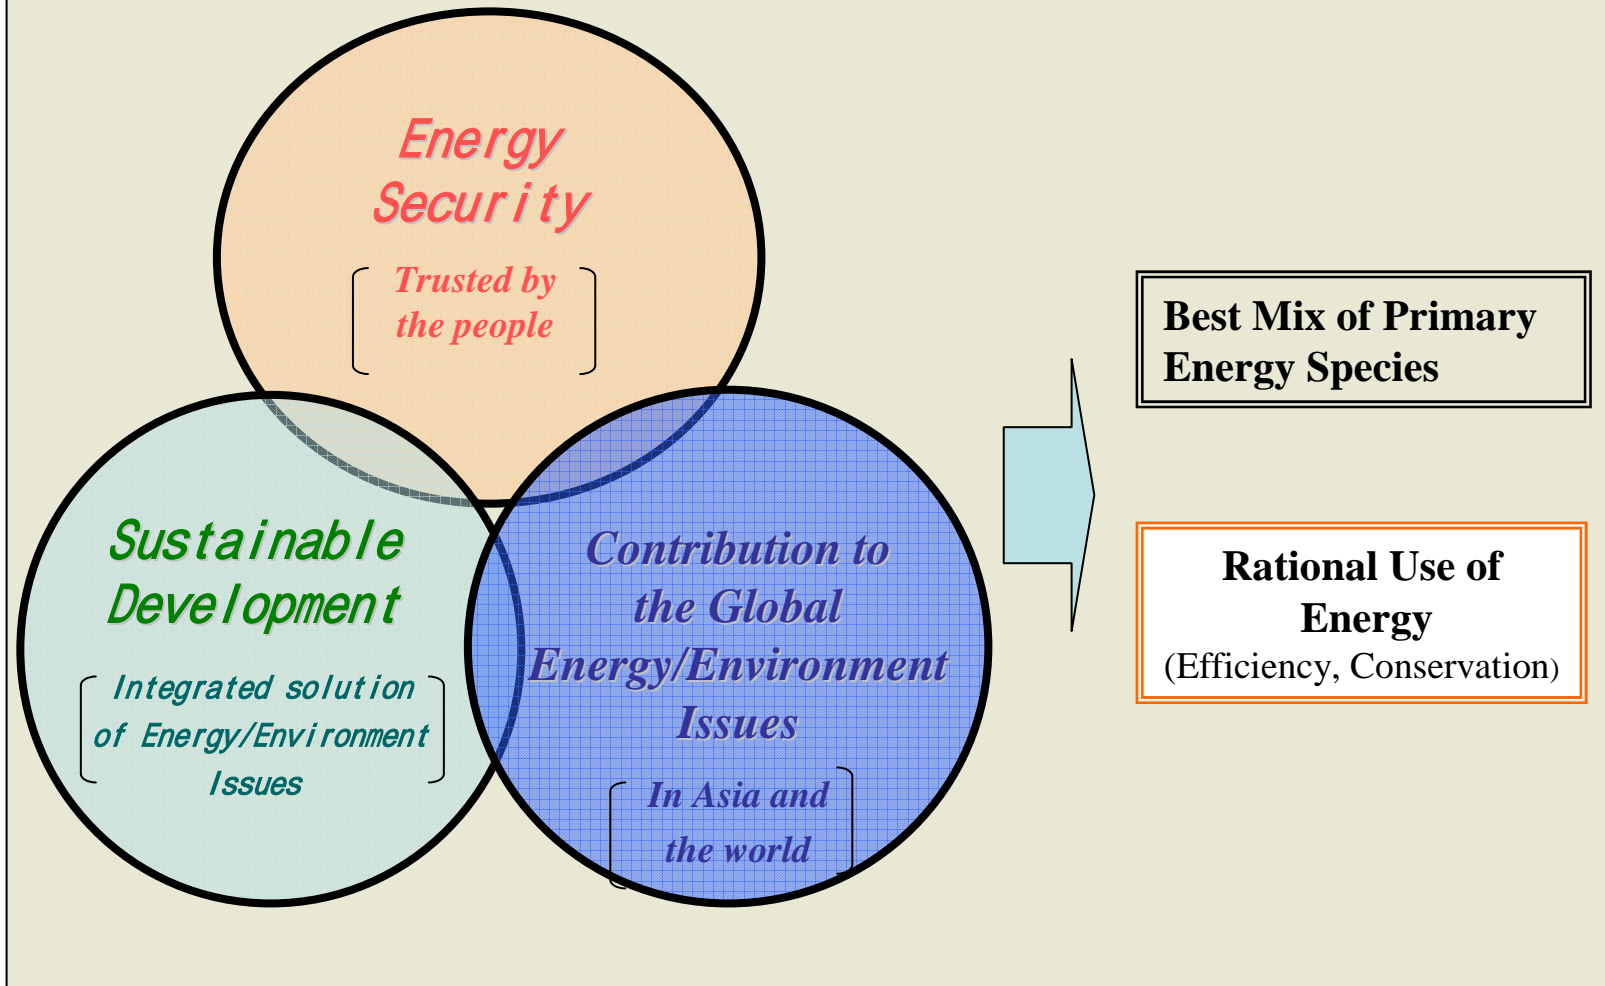 Energy
Security
Trusted by
the people
Sustainable
Development
Integrated solution
of Energy/Environment
Issues
Contribution to
the Global
Energy/Environment
Issues
In Asia and
the world
Best Mix of Primary
Energy Species
Rational Use of
Energy
(Efficiency, Conservation)